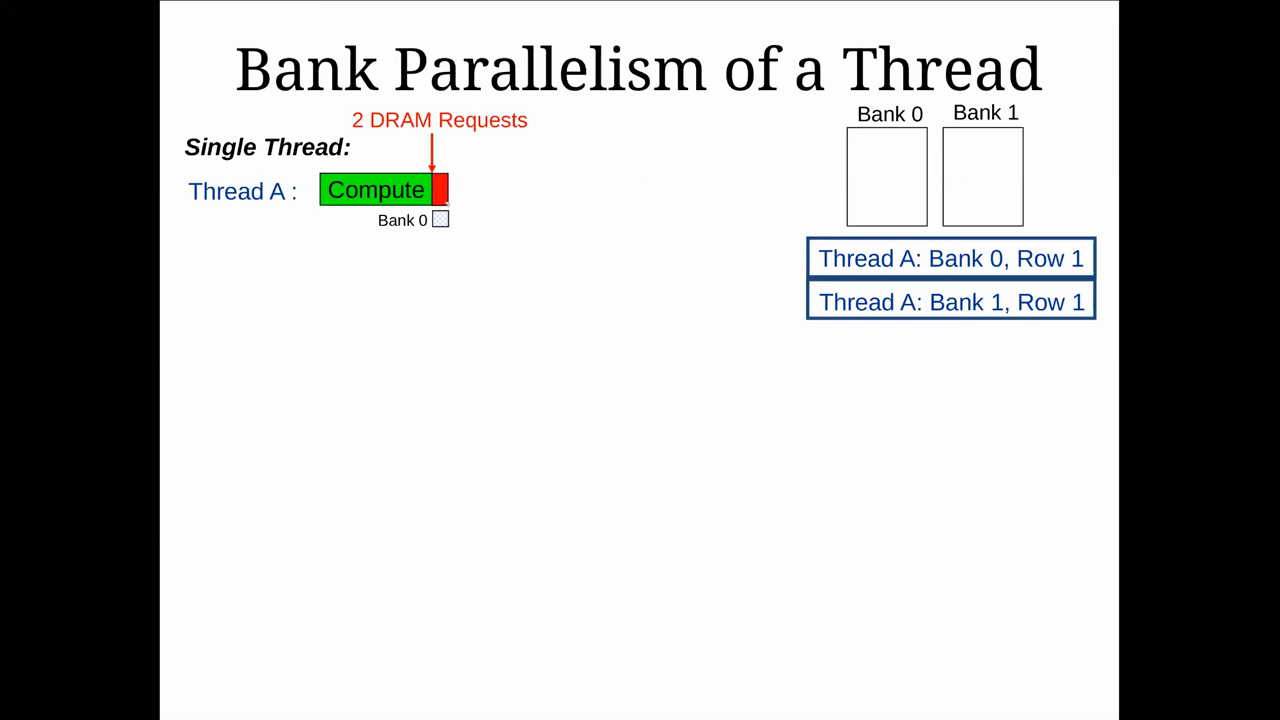 Bank Parallelism of a Thread
2 DRAM Requests
Single Thread:
Thread A :
Compute
Bank 0
Bank 0
Bank 1
Thread A: Bank 0, Row 1
Thread A: Bank 1, Row 1